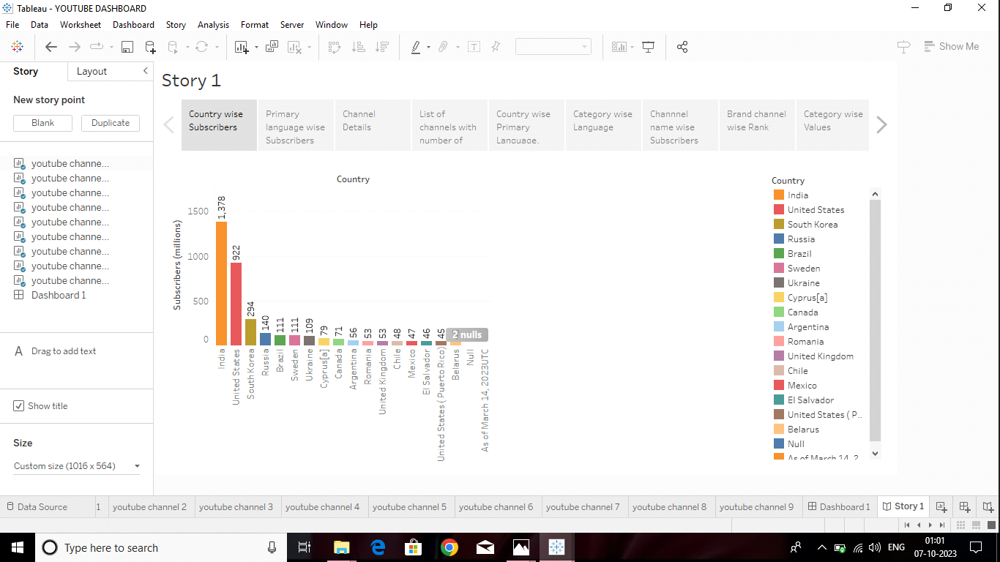 Tableau - YOUTUBE DASHBOARD
File Data Worksheet Dashboard Story Analysis Format Server Window Help
Show Me
Story Layout
New story point
Blank Duplicate
youtube channe...
youtube channe...
youtube channe...
youtube channe...
youtube channe...
youtube channe...
youtube channe...
youtube channe...
youtube channe...
Dashboard 1
A Drag to add text
Show title
Size
Custom size (1016 x 564)
Story 1
Country wise
Subscribers
Primary
language wise
Subscribers
Channel
Details
List of
channels with
number of
Country wise
Primary
Language.
Category wise
Language
Channnel
name wise
Subscribers
Brand channel
wise Rank
Category wise
Values
Country
Subscribers (millions)
1500
1000
500
0
1,378
922
294
140
111
111
109
79
71
56
53
53
48
47
46
45
2 nulls
India
United States
South Korea
Russia
Brazil
Sweden
Ukraine
Cyprus[a]
Canada
Argentina
Romania
United Kingdom
Chile
Mexico
El Salvador
United States ( Puerto Rico)
Belarus
Null
As of March 14, 2023UTC
Country
India
United States
South Korea
Russia
Brazil
Sweden
Ukraine
Cyprus[a]
Canada
Argentina
Romania
United Kingdom
Chile
Mexico
El Salvador
United States ( P..
Belarus
Null
As of March 14, 2
Data Source 1 youtube channel 2 youtube channel 3 youtube channel 4 youtube channel 5 youtube channel 6 youtube channel 7 youtube channel 8 youtube channel 9 Dashboard 1 Story 1
Type here to search
ENG
01:01
07-10-2023